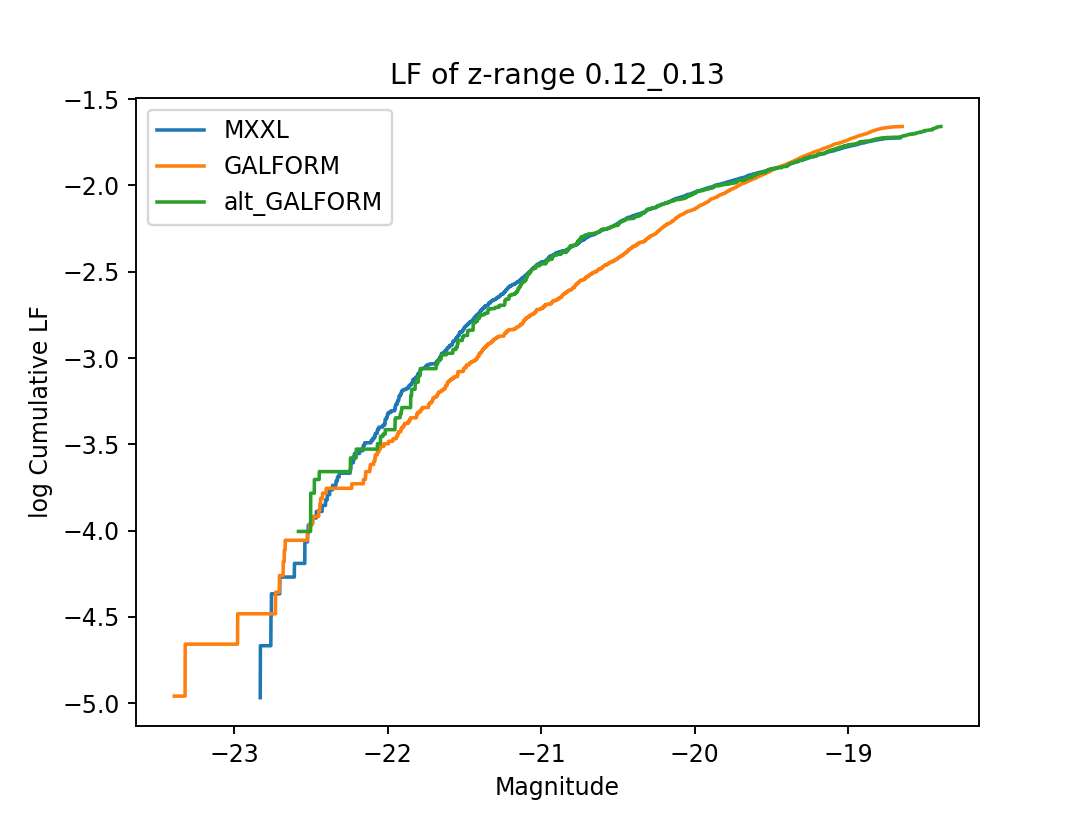 LF of z-range 0.12_0.13
MXXL
GALFORM
alt_GALFORM
−1.5
−2.0
−2.5
−3.0
−3.5
−4.0
−4.5
−5.0
log Cumulative LF
−23 −22 −21 −20 −19
Magnitude